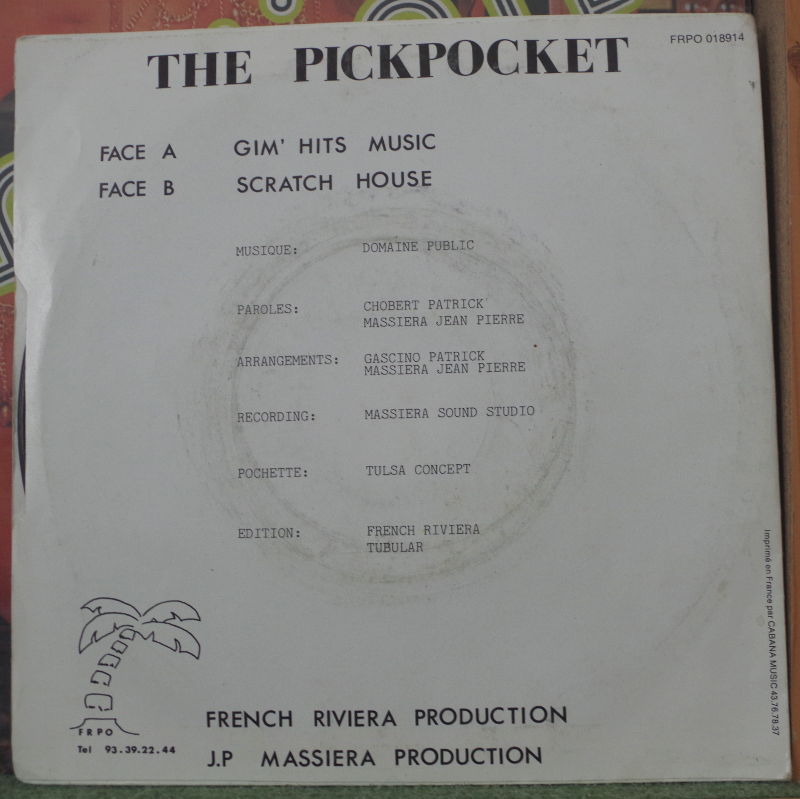 THE PICKPOCKET
FRPO 018914
FACE A GIM' HITS MUSIC
FACE B SCRATCH HOUSE
MUSIQUE: DOMAINE PUBLIC
PAROLES: CHOBERT PATRICK
MASSIERA JEAN PIERRE
ARRANGEMENTS: GASCINO PATRICK
MASSIERA JEAN PIERRE
RECORDING: MASSIERA SOUND STUDIO
POCHETTE: TULSA CONCEPT
EDITION: FRENCH RIVIERA
TUBULAR
Imprimé en France par CABANA MUSIC 43.76.78.37
FRPO
Tel 93.39.22.44
FRENCH RIVIERA PRODUCTION
J.P MASSIERA PRODUCTION